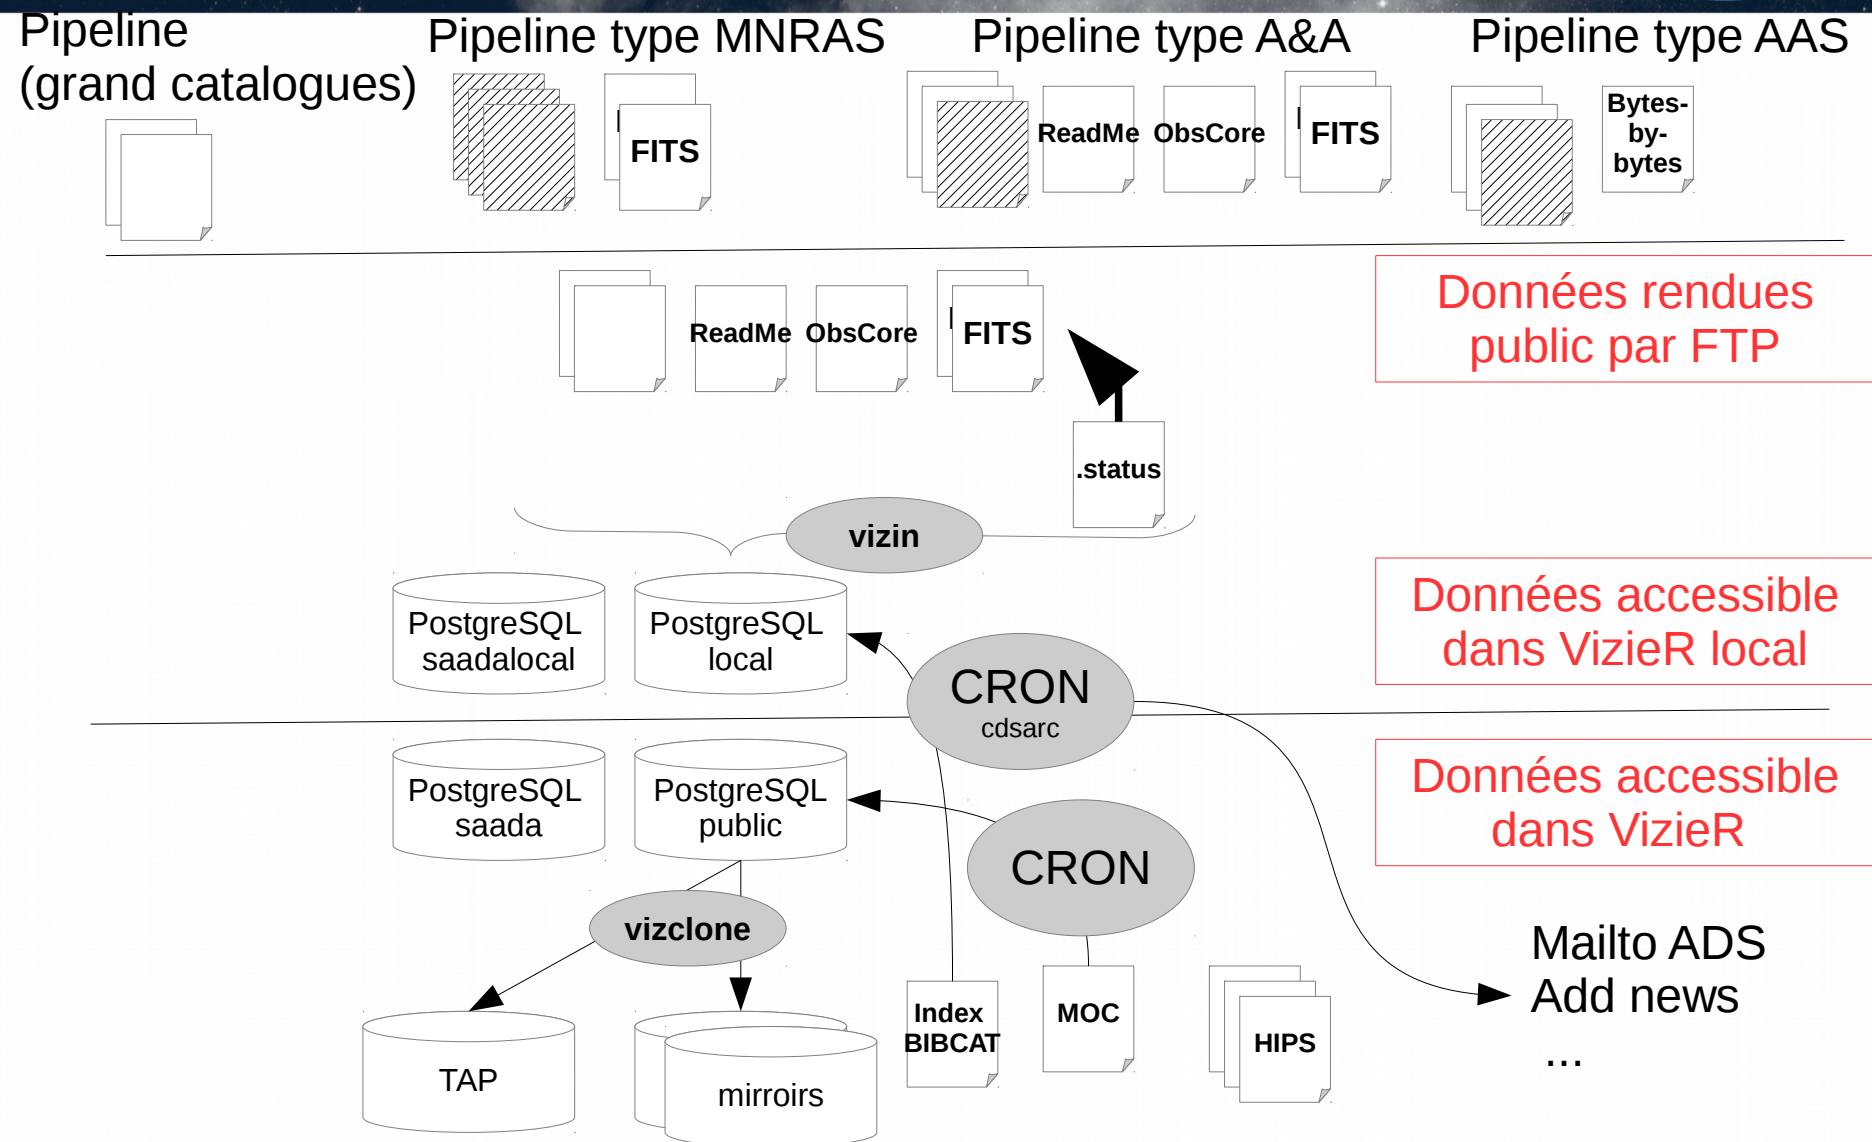 Pipeline
(grand catalogues)
Pipeline type MNRAS
Pipeline type A&A
Pipeline type AAS
FITS
ReadMe
ObsCore
FITS
Bytes-
by-
bytes
Données rendues
public par FTP
ReadMe
ObsCore
FITS
.status
vizin
Données accessible
dans VizieR local
PostgreSQL
saadalocal
PostgreSQL
local
CRON
cdsarc
Données accessible
dans VizieR
PostgreSQL
saada
PostgreSQL
public
CRON
vizclone
Mailto ADS
Add news
...
Index
BIBCAT
MOC
HIPS
TAP
mirroirs